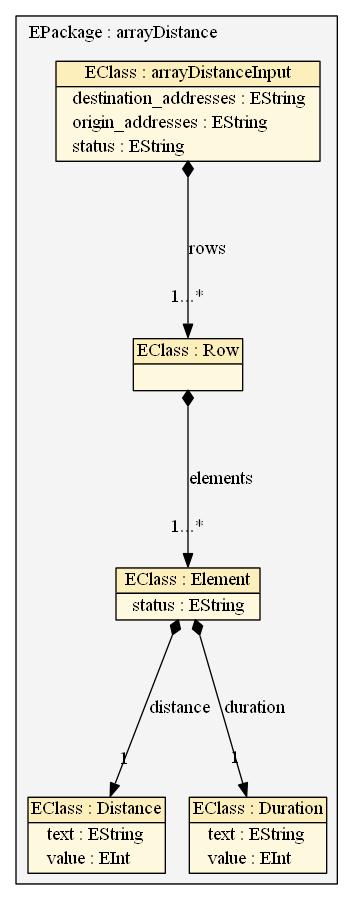 EPackage : arrayDistance
EClass : arrayDistanceInput
destination_addresses : EString
origin_addresses : EString
status : EString
rows
1...*
EClass : Row
elements
1...*
EClass : Element
status : EString
distance duration
1 1
EClass : Distance EClass : Duration
text : EString text : EString
value : EInt value : EInt